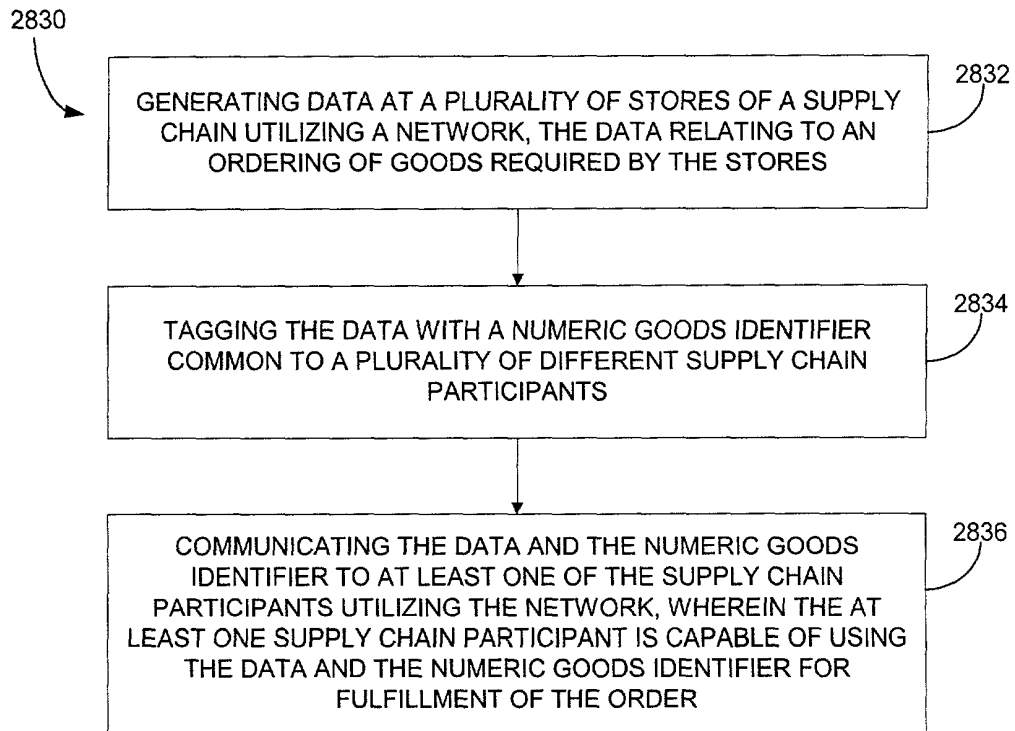 2830
2832
GENERATING DATA AT A PLURALITY OF STORES OF A SUPPLY
CHAIN UTILIZING A NETWORK, THE DATA RELATING TO AN
ORDERING OF GOODS REQUIRED BY THE STORES
2834
TAGGING THE DATA WITH A NUMERIC GOODS IDENTIFIER
COMMON TO A PLURALITY OF DIFFERENT SUPPLY CHAIN
PARTICIPANTS
2836
COMMUNICATING THE DATA AND THE NUMERIC GOODS
IDENTIFIER TO AT LEAST ONE OF THE SUPPLY CHAIN
PARTICIPANTS UTILIZING THE NETWORK, WHEREIN THE AT
LEAST ONE SUPPLY CHAIN PARTICIPANT IS CAPABLE OF USING
THE DATA AND THE NUMERIC GOODS IDENTIFIER FOR
FULFILLMENT OF THE ORDER